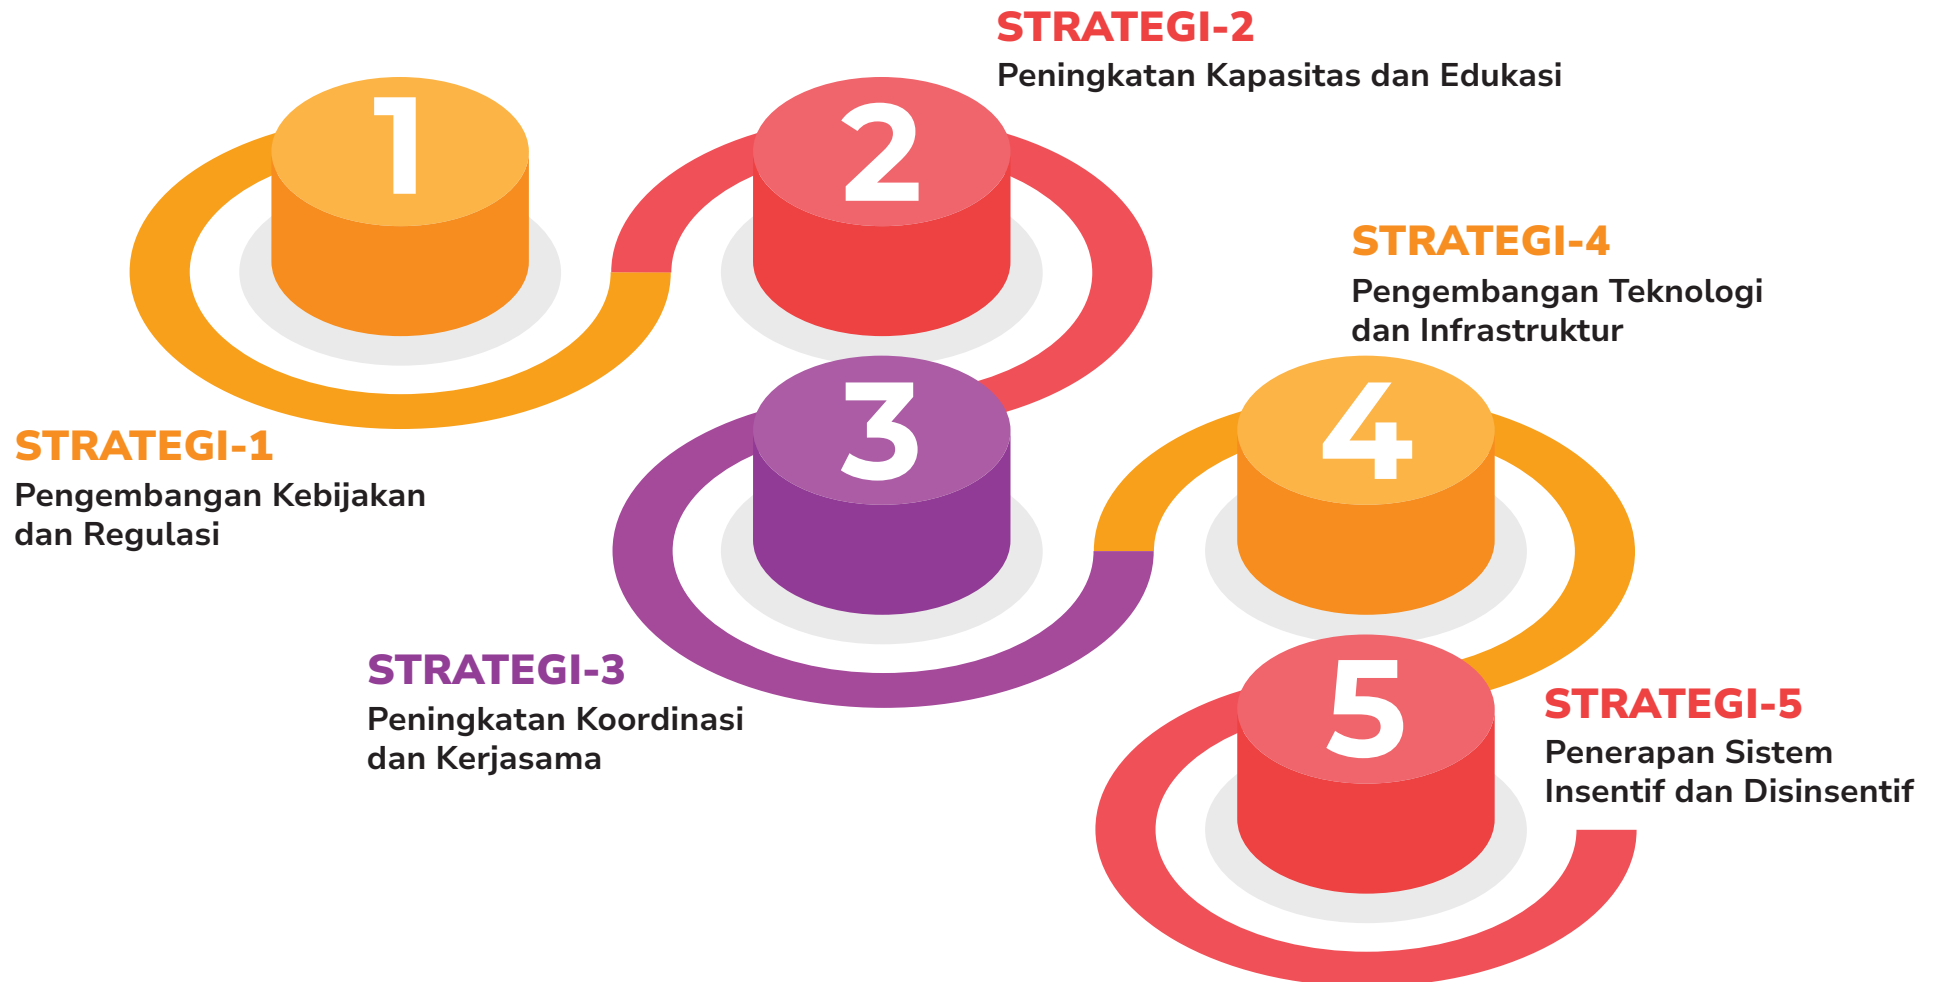 1
STRATEGI-1
Pengembangan Kebijakan
dan Regulasi
2
STRATEGI-2
Peningkatan Kapasitas dan Edukasi
3
STRATEGI-3
Peningkatan Koordinasi
dan Kerjasama
4
STRATEGI-4
Pengembangan Teknologi
dan Infrastruktur
5
STRATEGI-5
Penerapan Sistem
Insentif dan Disinsentif